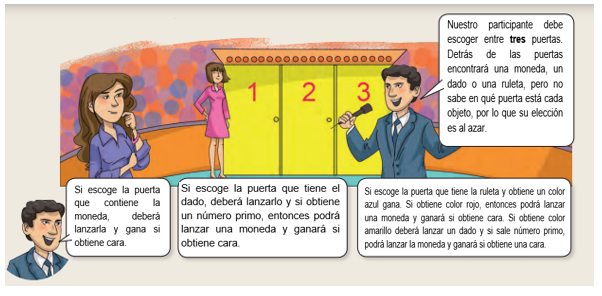 Nuestro participante debe
escoger entre tres puertas.
Detrás de las puertas
encontrará una moneda, un
dado o una ruleta, pero no
sabe en qué puerta está cada
objeto, por lo que su elección
es al azar.
1 2 3
Si escoge la puerta
que contiene la
moneda, deberá
lanzarla y gana si
obtiene cara.
Si escoge la puerta que tiene el
dado, deberá lanzarlo y si obtiene
un número primo, entonces podrá
lanzar una moneda y ganará si
obtiene cara.
Si escoge la puerta que tiene la ruleta y obtiene un color
azul gana. Si obtiene color rojo, entonces podrá lanzar
una moneda y ganará si obtiene cara. Si obtiene color
amarillo deberá lanzar un dado y si sale número primo,
podrá lanzar la moneda y ganará si obtiene una cara.